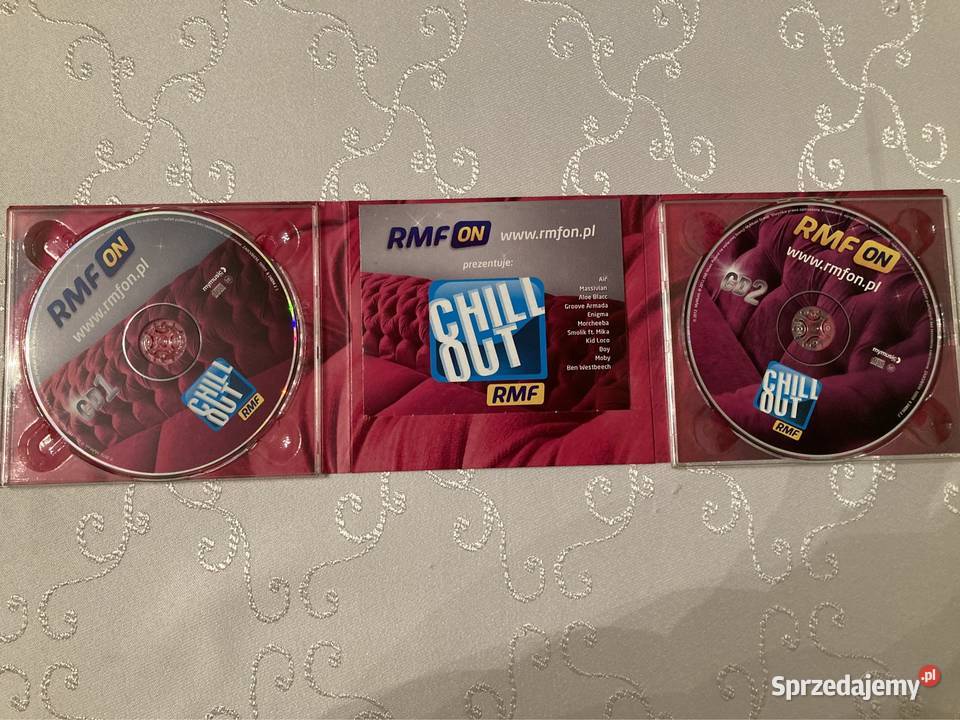 RMF ON
www.rmfon.pl
CD1
mymusic
CHILL
OUT
RMF
RMF ON www.rmfon.pl
prezentuje:
CHILL
OUT
RMF
Air
Massivian
Aloe Blacc
Groove Armada
Enigma
Morcheeba
Smolik ft. Mika
Kid Loco
Boy
Moby
Ben Westbeech
RMF ON
www.rmfon.pl
CD2
mymusic
CHILL
OUT
RMF
Sprzedajemy.pl